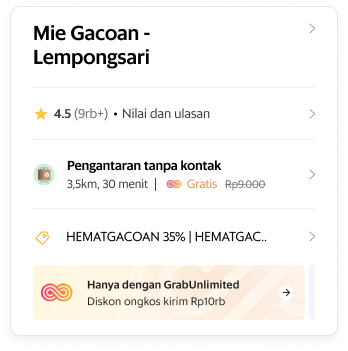 Mie Gacoan -
Lempongsari
4.5 (9rb+) • Nilai dan ulasan
Pengantaran tanpa kontak
3,5km, 30 menit | Gratis Rp9.000
HEMATGACOAN 35% | HEMATGAC..
Hanya dengan GrabUnlimited
Diskon ongkos kirim Rp10rb